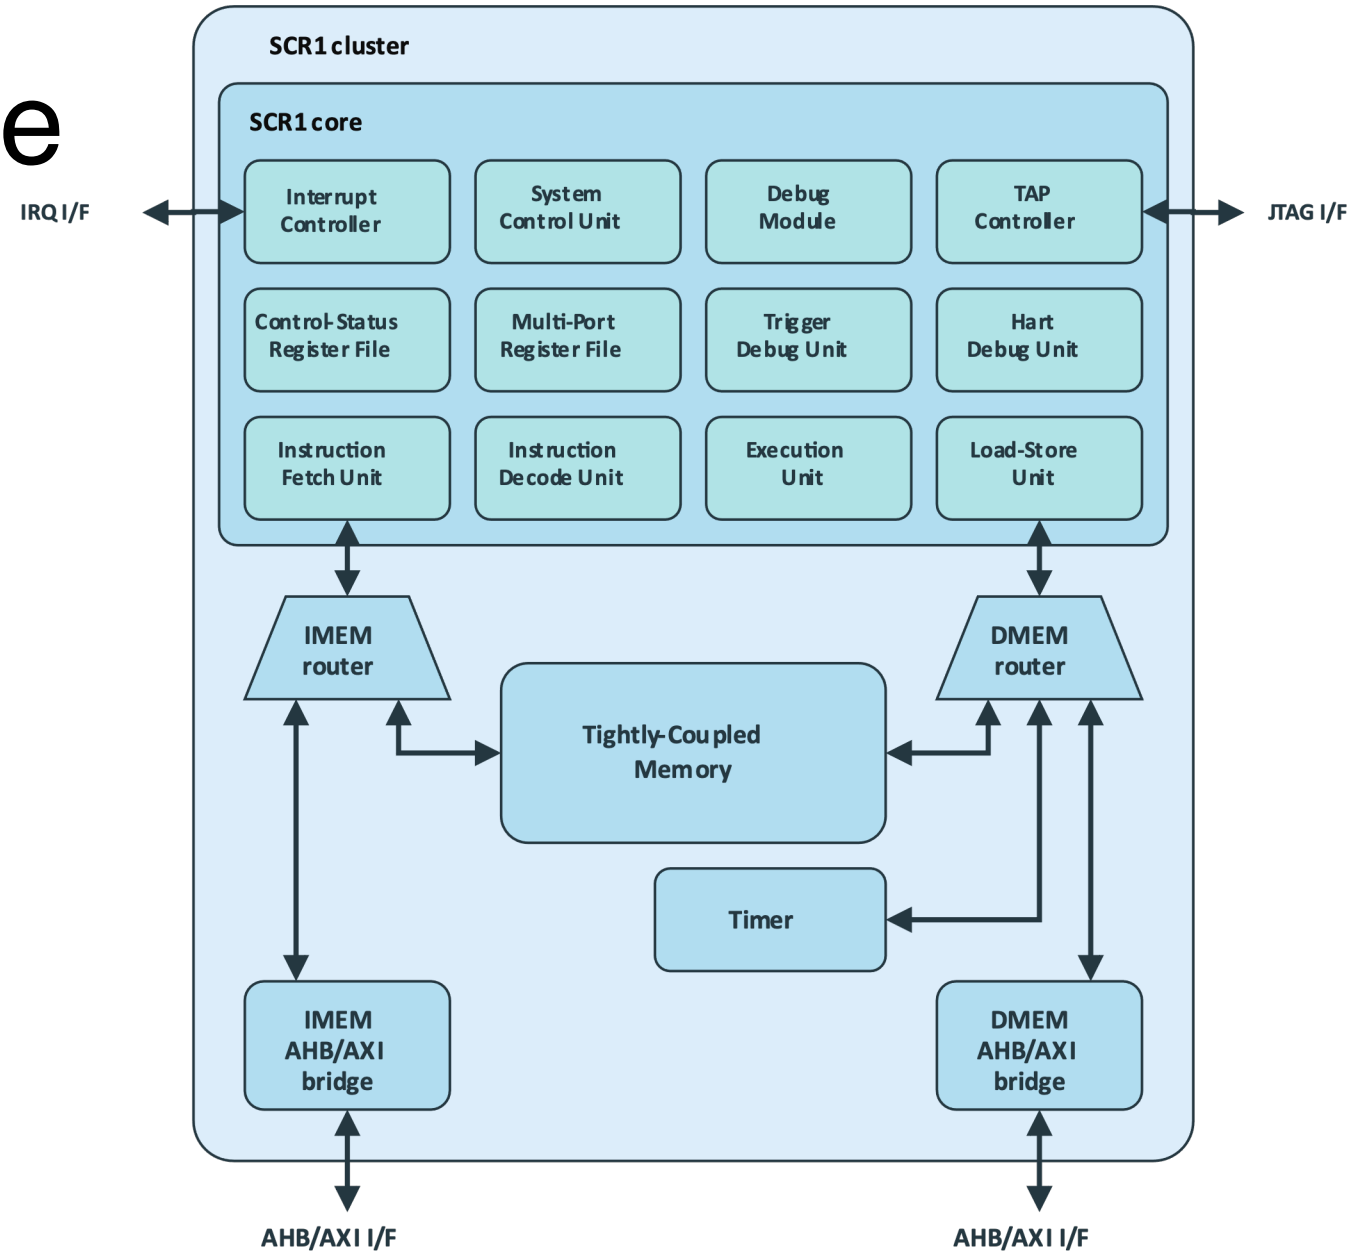 SCR1 cluster
e
SCR1 core
IRQ I/F
Interrupt
Controller
System
Control Unit
Debug
Module
TAP
Controller
JTAG I/F
Control-Status
Register File
Multi-Port
Register File
Trigger
Debug Unit
Hart
Debug Unit
Instruction
Fetch Unit
Instruction
Decode Unit
Execution
Unit
Load-Store
Unit
IMEM
router
DMEM
router
Tightly-Coupled
Memory
Timer
IMEM
AHB/AXI
bridge
DMEM
AHB/AXI
bridge
AHB/AXI I/F
AHB/AXI I/F